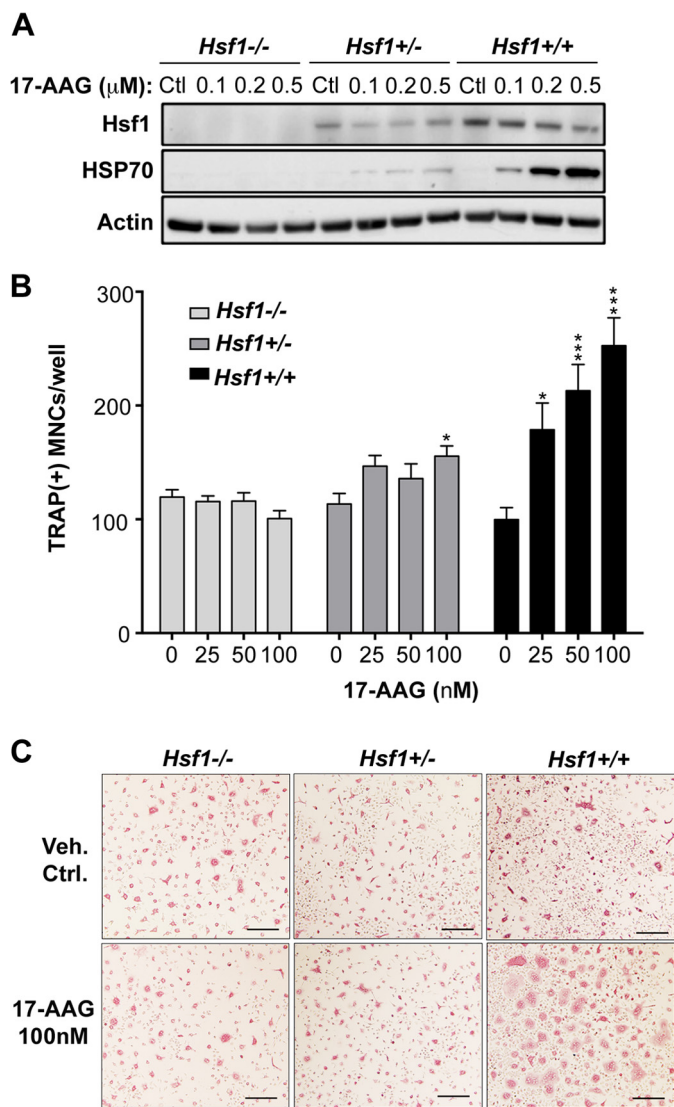 A
Hsf1-/- Hsf1+/- Hsf1+/+
17-AAG (μM): Ctl 0.1 0.2 0.5 Ctl 0.1 0.2 0.5 Ctl 0.1 0.2 0.5
Hsf1
HSP70
Actin
B
TRAP(+) MNCs/well
300
200
100
0
Hsf1-/-
Hsf1+/-
Hsf1+/+
* * *** ***
0 25 50 100 0 25 50 100 0 25 50 100
17-AAG (nM)
C
Hsf1-/- Hsf1+/- Hsf1+/+
Veh.
Ctrl.
17-AAG
100nM